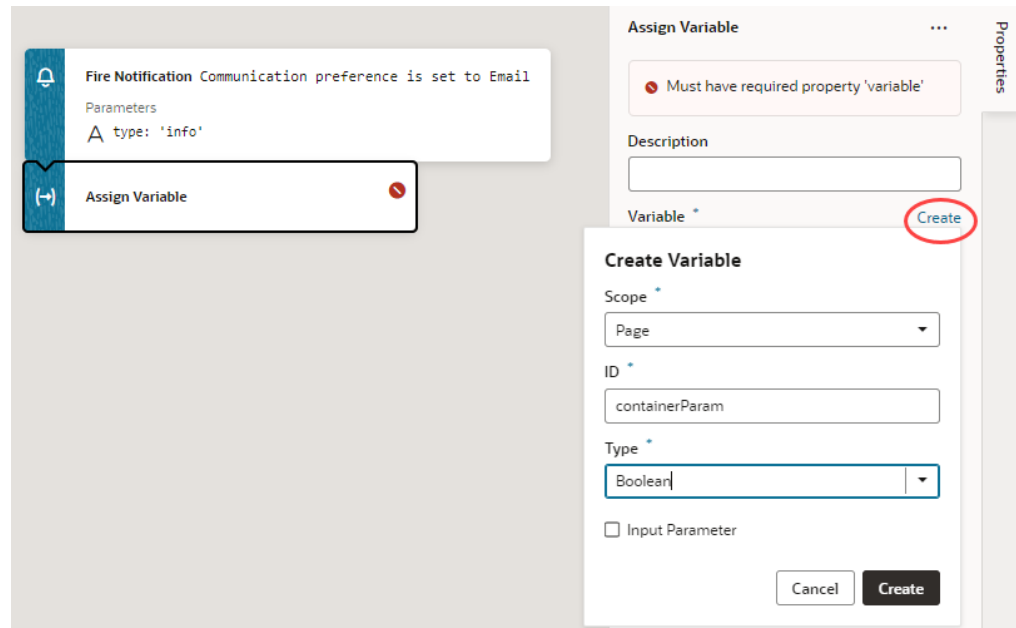 Fire Notification Communication preference is set to Email
Parameters
A type: 'info'
Assign Variable
Assign Variable
...
Properties
Must have required property 'variable'
Description
Variable *
Create
Create Variable
Scope *
Page
ID *
containerParam
Type *
Boolean
Input Parameter
Cancel
Create